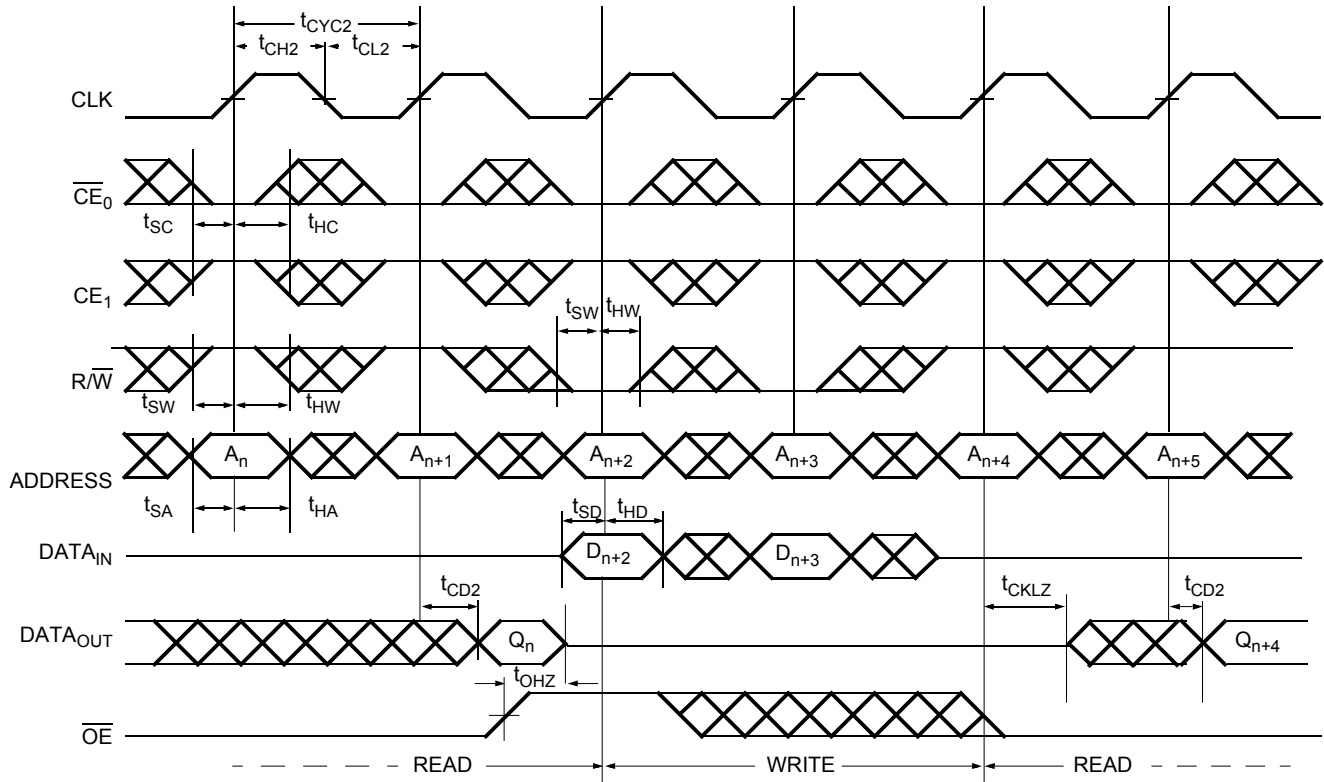 tCYC2
tCH2 tCL2
CLK
CE0
tSC tHC
CE1
tSW tHW
R/W
tSW tHW
An An+1 An+2 An+3 An+4 An+5
ADDRESS
tSA tHA
tSD tHD
DATAIN Dn+2 Dn+3
tCD2 tCKLZ tCD2
DATAOUT Qn Qn+4
tOHZ
OE
READ WRITE READ